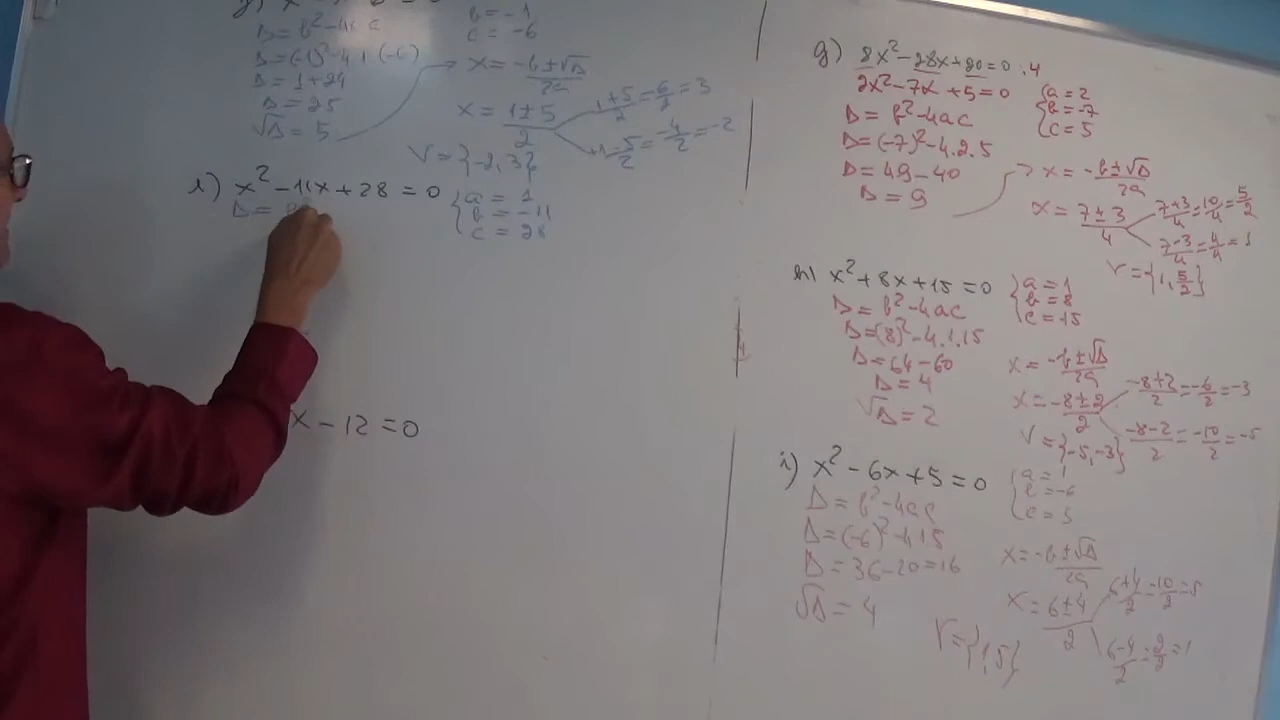 Δ = b²-4ac
Δ = (-1)²-4.1.(-6)
Δ = 1+24
Δ = 25
√Δ = 5
b = -1
c = -6
x = -b±√Δ / 2a
x = 1±5 / 2
1+5/2 = 6/2 = 3
-4/2 = -2
V = {-2,3}
x² - 11x + 28 = 0
a = 1
b = -11
c = 28
Δ =
x - 12 = 0
g) 8x² - 28x + 20 = 0 :4
2x² - 7x + 5 = 0
a = 2
b = -7
c = 5
Δ = b²-4ac
Δ = (-7)²-4.2.5
Δ = 49-40
Δ = 9
x = -b±√Δ / 2a
x = 7±3 / 4
7+3/4 = 10/4 = 5/2
7-3/4 = 4/4 = 1
V = {1, 5/2}
h) x² + 8x + 15 = 0
a = 1
b = 8
c = 15
Δ = b²-4ac
Δ = (8)²-4.1.15
Δ = 64-60
Δ = 4
√Δ = 2
x = -b±√Δ / 2a
x = -8±2 / 2
-8+2/2 = -6/2 = -3
-8-2/2 = -10/2 = -5
V = {-5,-3}
i) x² - 6x + 5 = 0
a = 1
b = -6
c = 5
Δ = b²-4ac
Δ = (-6)²-4.1.5
Δ = 36-20=16
√Δ = 4
x = -b±√Δ / 2a
x = 6±4 / 2
6+4/2 = 10/2 = 5
6-4/2 = 2/2 = 1
V = {1,5}